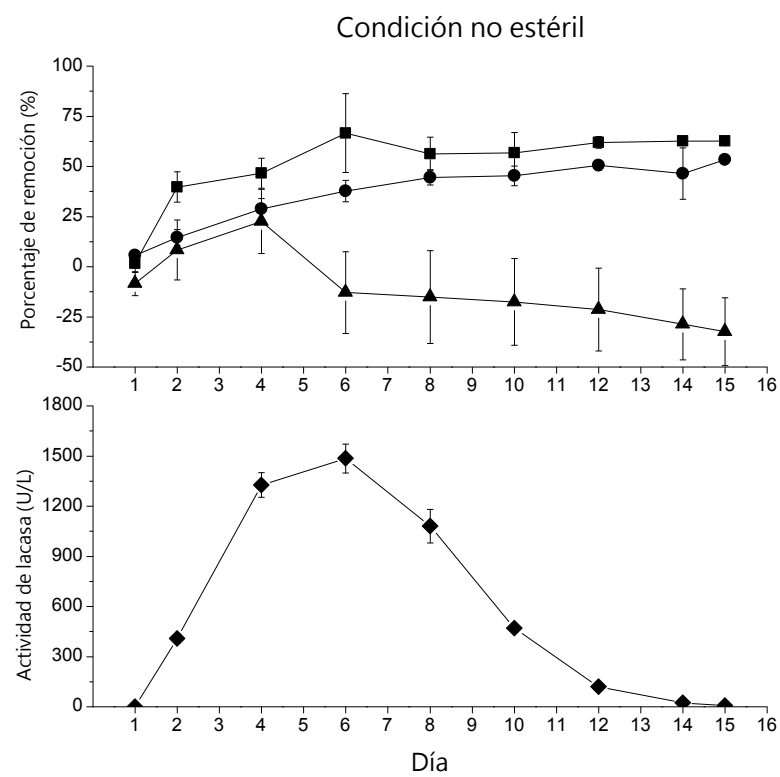 Condición no estéril
Porcentaje de remoción (%)
100
75
50
25
0
-25
-50
1 2 3 4 5 6 7 8 9 10 11 12 13 14 15 16
Actividad de lacasa (U/L)
1800
1500
1200
900
600
300
0
1 2 3 4 5 6 7 8 9 10 11 12 13 14 15 16
Día